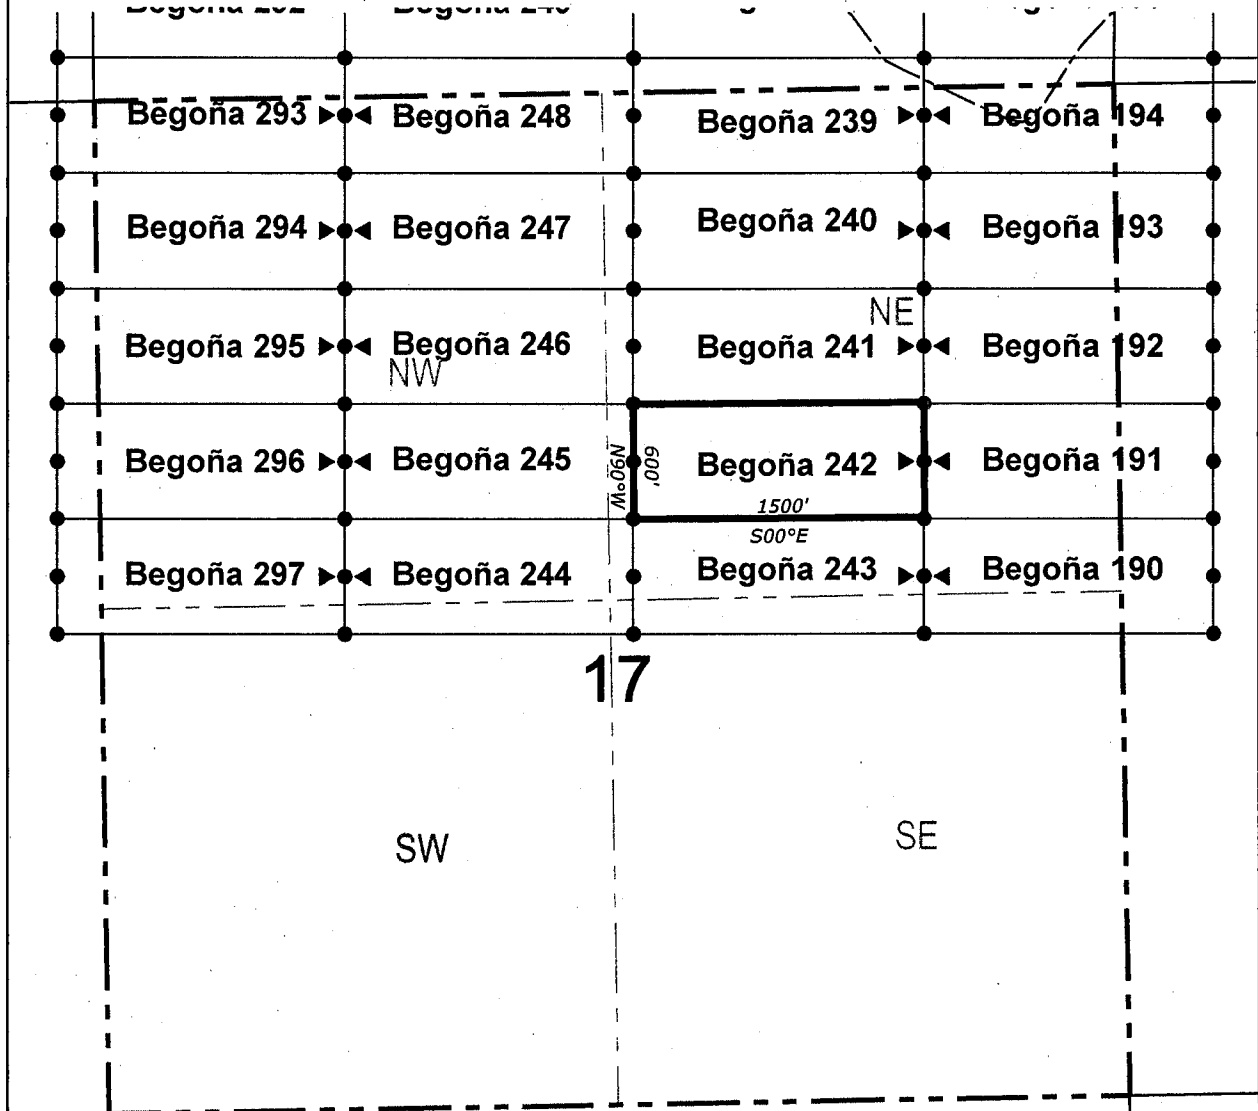 Begoña 293 Begoña 248 Begoña 239 Begoña 194
Begoña 294 Begoña 247 Begoña 240 Begoña 193
NE
Begoña 295 Begoña 246 Begoña 241 Begoña 192
NW
Begoña 296 Begoña 245 N90°W 600' Begoña 242 Begoña 191
1500'
S00°E
Begoña 297 Begoña 244 Begoña 243 Begoña 190
17
SW SE